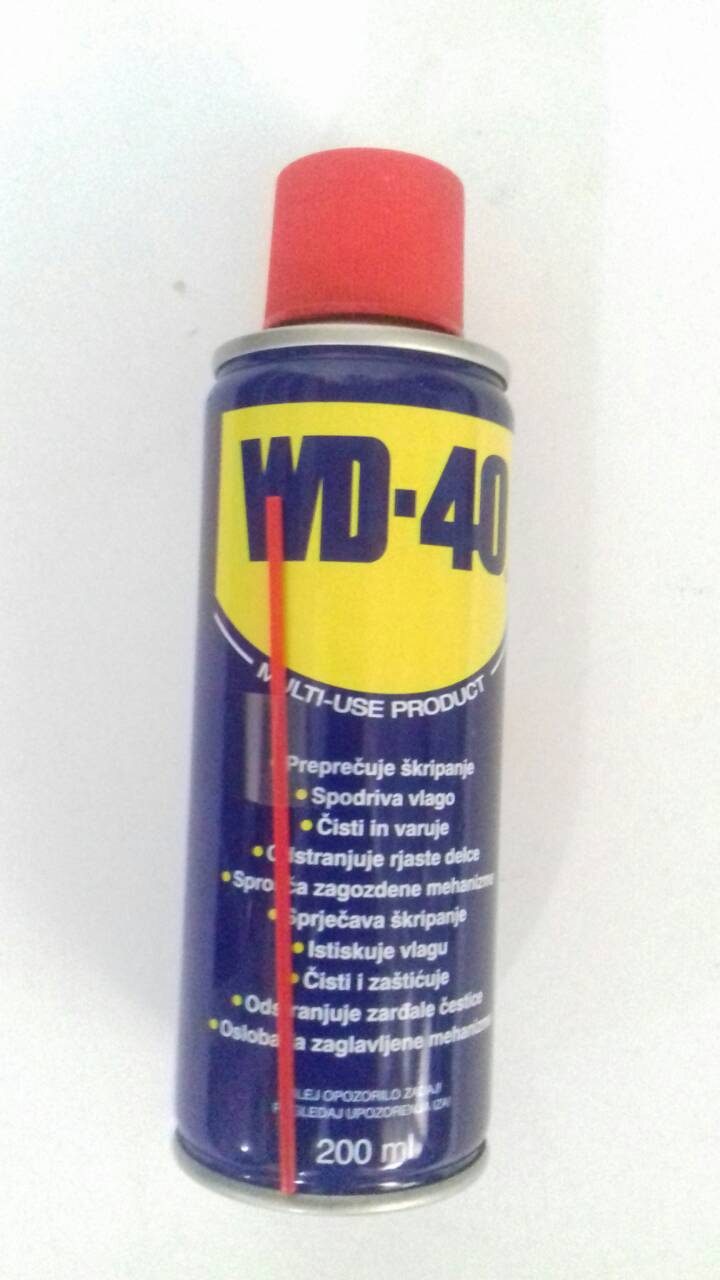 WD-40
MULTI-USE PRODUCT
Preprečuje škripanje
• Spodriva vlago
• Čisti in varuje
• Odstranjuje rjaste delce
• Sprošča zagozdene mehanizme
• Sprječava škripanje
• Istiskuje vlagu
• Čisti i zaštićuje
• Odstranjuje zarđale čestice
• Oslobađa zaglavljene mehanizme
OPOZORILO ZADAJ!
POGLEDAJ UPOZORENJA IZA!
200 ml